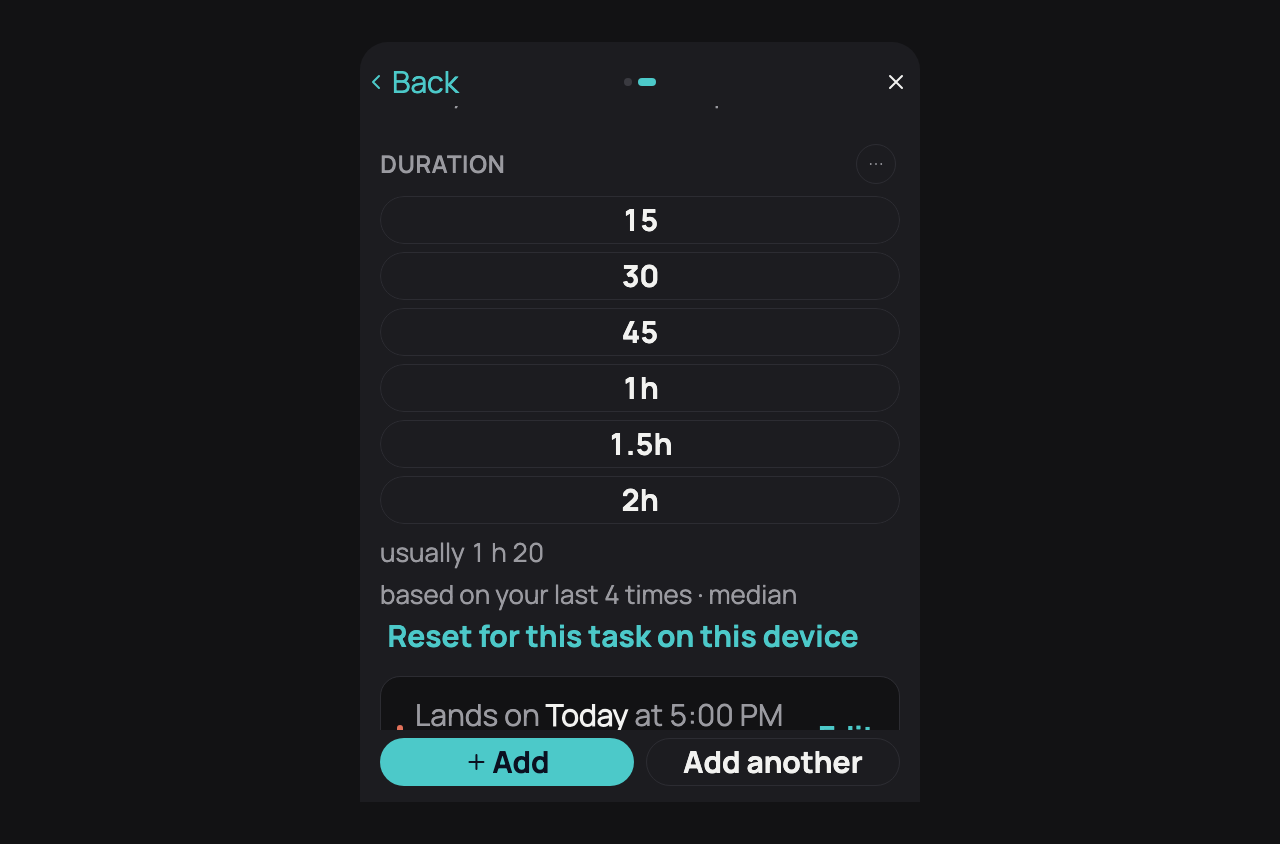 Back
DURATION
15
30
45
1h
1.5h
2h
usually 1 h 20
based on your last 4 times · median
Reset for this task on this device
Lands on Today at 5:00 PM
Edit
+ Add
Add another